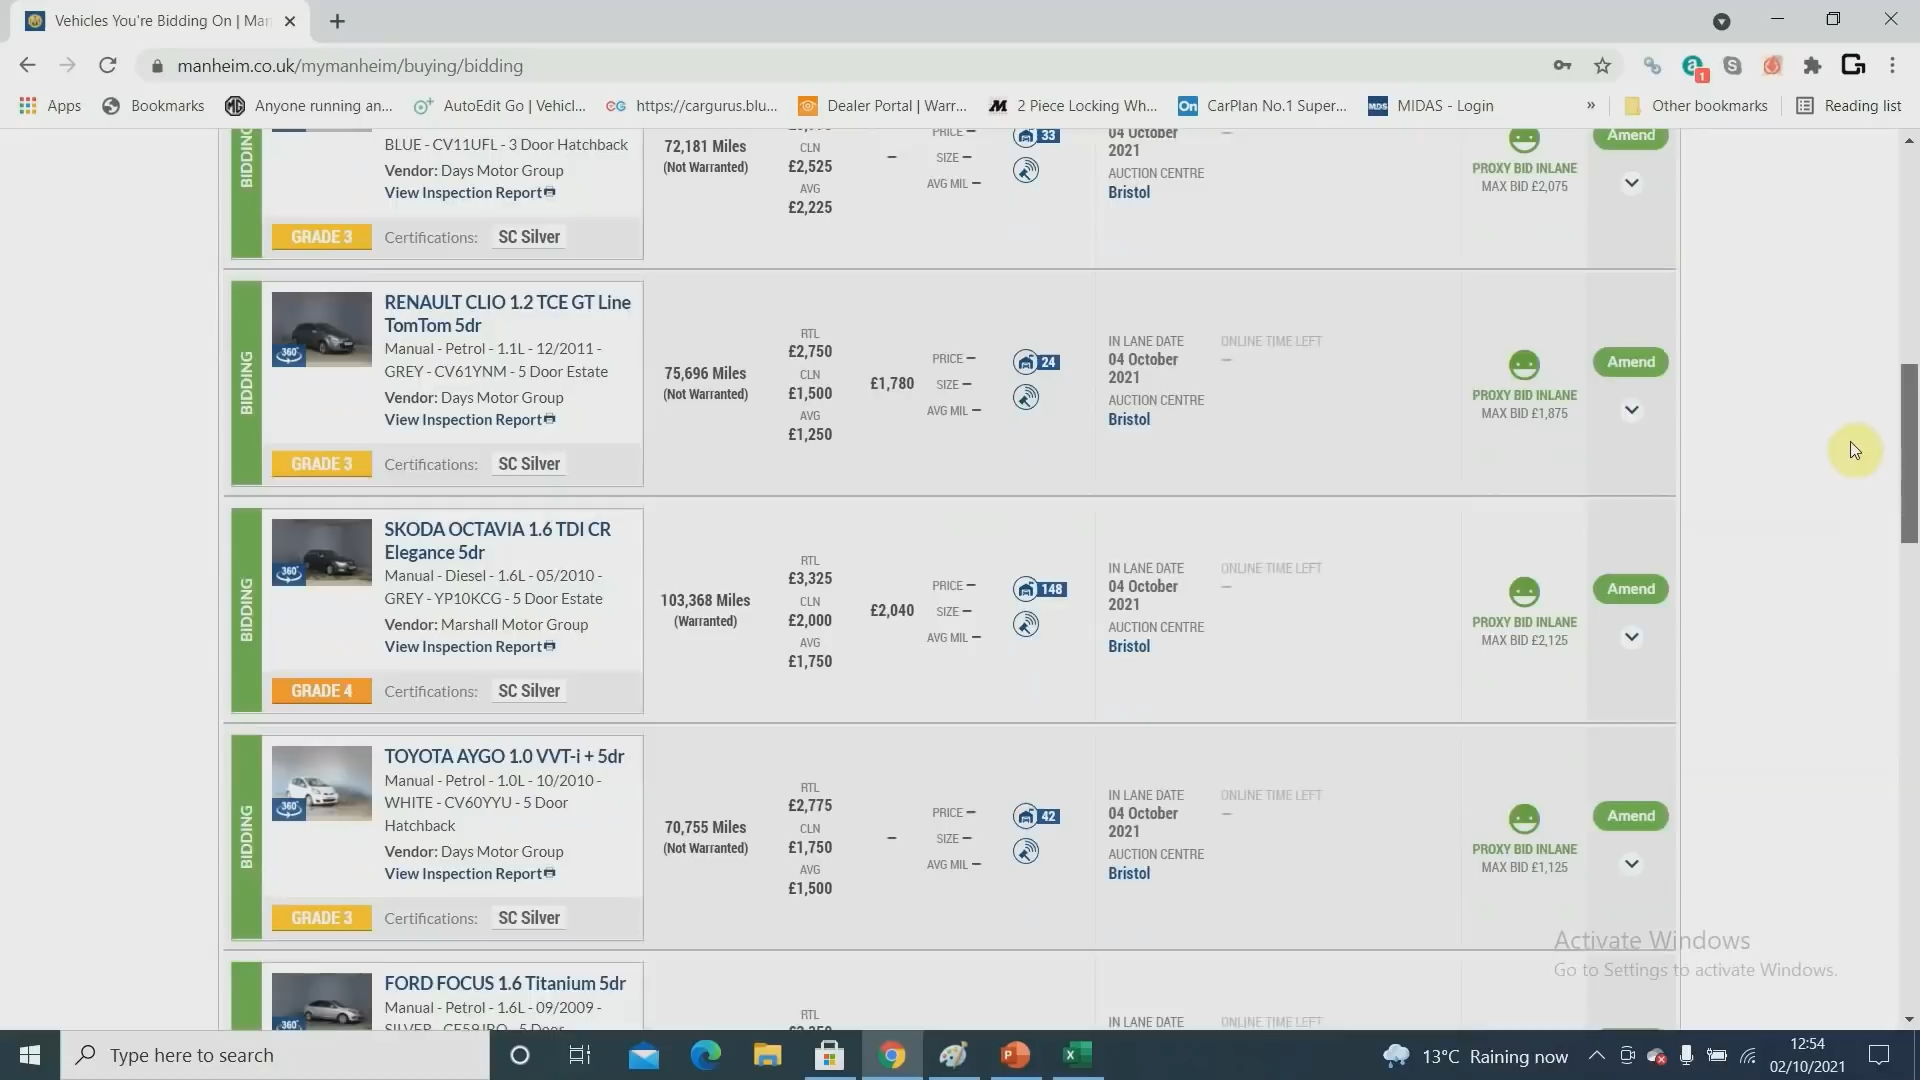 Vehicles You're Bidding On | Man
manheim.co.uk/mymanheim/buying/bidding
1
Apps
Bookmarks
Anyone running an...
AutoEdit Go | Vehicl...
https://cargurus.blu...
Dealer Portal | Warr...
2 Piece Locking Wh...
On
CarPlan No.1 Super...
MDS
MIDAS - Login
»
Other bookmarks
Reading list
BIDDING
BLUE - CV11UFL - 3 Door Hatchback
Vendor: Days Motor Group
View Inspection Report
GRADE 3
Certifications:
SC Silver
72,181 Miles
(Not Warranted)
CLN
£2,525
AVG
£2,225
–
PRICE –
SIZE –
AVG MIL –
33
04 October
2021
AUCTION CENTRE
Bristol
–
PROXY BID INLANE
MAX BID £2,075
Amend
BIDDING
360°
RENAULT CLIO 1.2 TCE GT Line
TomTom 5dr
Manual - Petrol - 1.1L - 12/2011 -
GREY - CV61YNM - 5 Door Estate
Vendor: Days Motor Group
View Inspection Report
GRADE 3
Certifications:
SC Silver
75,696 Miles
(Not Warranted)
RTL
£2,750
CLN
£1,500
AVG
£1,250
£1,780
PRICE –
SIZE –
AVG MIL –
24
IN LANE DATE
04 October
2021
AUCTION CENTRE
Bristol
ONLINE TIME LEFT
–
PROXY BID INLANE
MAX BID £1,875
Amend
BIDDING
360°
SKODA OCTAVIA 1.6 TDI CR
Elegance 5dr
Manual - Diesel - 1.6L - 05/2010 -
GREY - YP10KCG - 5 Door Estate
Vendor: Marshall Motor Group
View Inspection Report
GRADE 4
Certifications:
SC Silver
103,368 Miles
(Warranted)
RTL
£3,325
CLN
£2,000
AVG
£1,750
£2,040
PRICE –
SIZE –
AVG MIL –
148
IN LANE DATE
04 October
2021
AUCTION CENTRE
Bristol
ONLINE TIME LEFT
–
PROXY BID INLANE
MAX BID £2,125
Amend
BIDDING
360°
TOYOTA AYGO 1.0 VVT-i + 5dr
Manual - Petrol - 1.0L - 10/2010 -
WHITE - CV60YYU - 5 Door
Hatchback
Vendor: Days Motor Group
View Inspection Report
GRADE 3
Certifications:
SC Silver
70,755 Miles
(Not Warranted)
RTL
£2,775
CLN
£1,750
AVG
£1,500
–
PRICE –
SIZE –
AVG MIL –
42
IN LANE DATE
04 October
2021
AUCTION CENTRE
Bristol
ONLINE TIME LEFT
–
PROXY BID INLANE
MAX BID £1,125
Amend
360°
FORD FOCUS 1.6 Titanium 5dr
Manual - Petrol - 1.6L - 09/2009 -
RTL
IN LANE DATE
ONLINE TIME LEFT
Activate Windows
Go to Settings to activate Windows.
Type here to search
13°C Raining now
12:54
02/10/2021